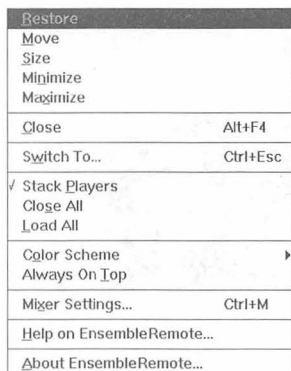 Restore
Move
Size
Minimize
Maximize
Close Alt+F4
Switch To... Ctrl+Esc
√ Stack Players
Close All
Load All
Color Scheme
Always On Top
Mixer Settings... Ctrl+M
Help on EnsembleRemote...
About EnsembleRemote...